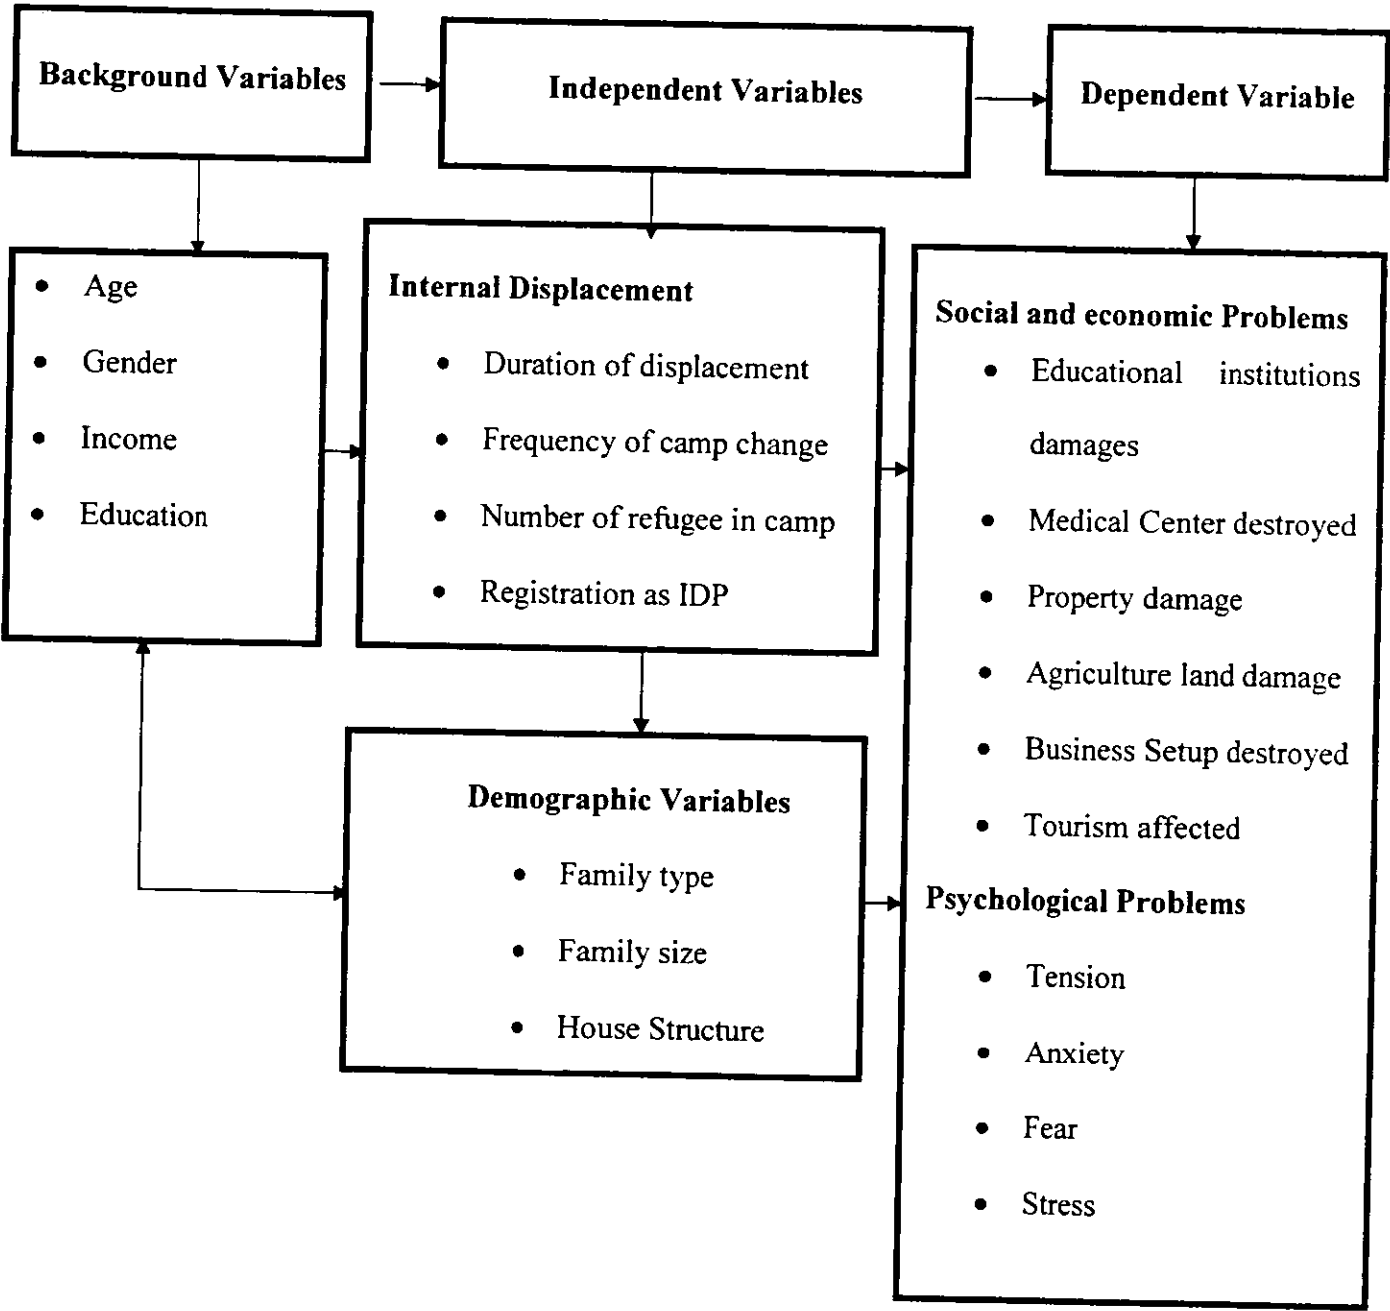 Background Variables
Independent Variables
Dependent Variable
• Age
• Gender
• Income
• Education
Internal Displacement
• Duration of displacement
• Frequency of camp change
• Number of refugee in camp
• Registration as IDP
Demographic Variables
• Family type
• Family size
• House Structure
Social and economic Problems
• Educational institutions
damages
• Medical Center destroyed
• Property damage
• Agriculture land damage
• Business Setup destroyed
• Tourism affected
Psychological Problems
• Tension
• Anxiety
• Fear
• Stress